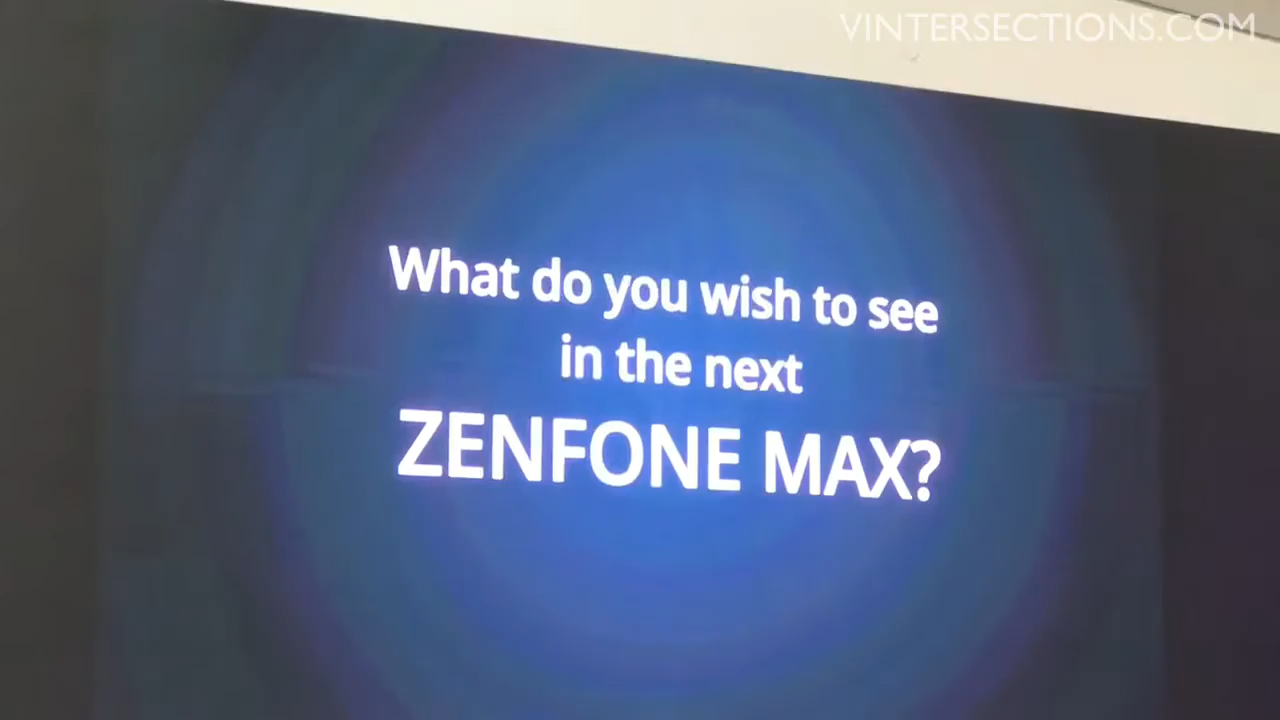 VINTERSECTIONS.COM
What do you wish to see
in the next
ZENFONE MAX?